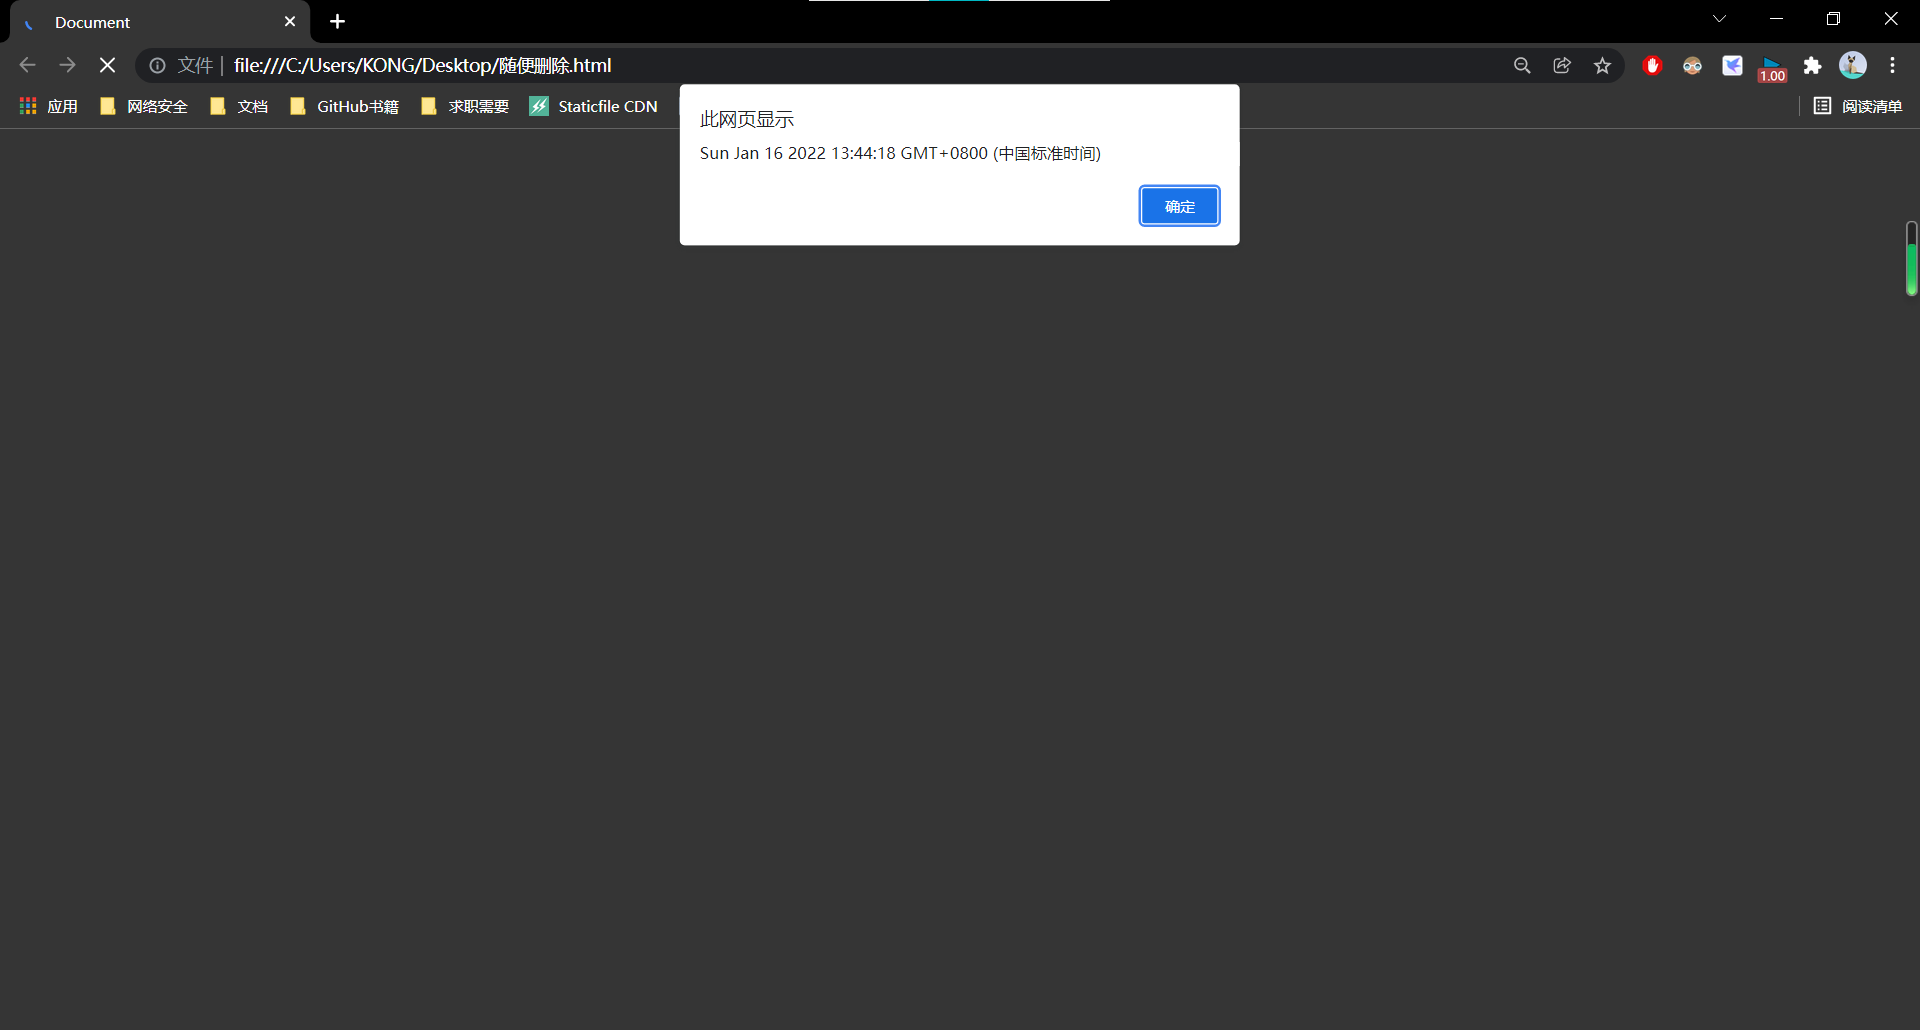 Document
文件 | file:///C:/Users/KONG/Desktop/随便删除.html
1.00
应用 网络安全 文档 GitHub书籍 求职需要 Staticfile CDN 阅读清单
此网页显示
Sun Jan 16 2022 13:44:18 GMT+0800 (中国标准时间)
确定